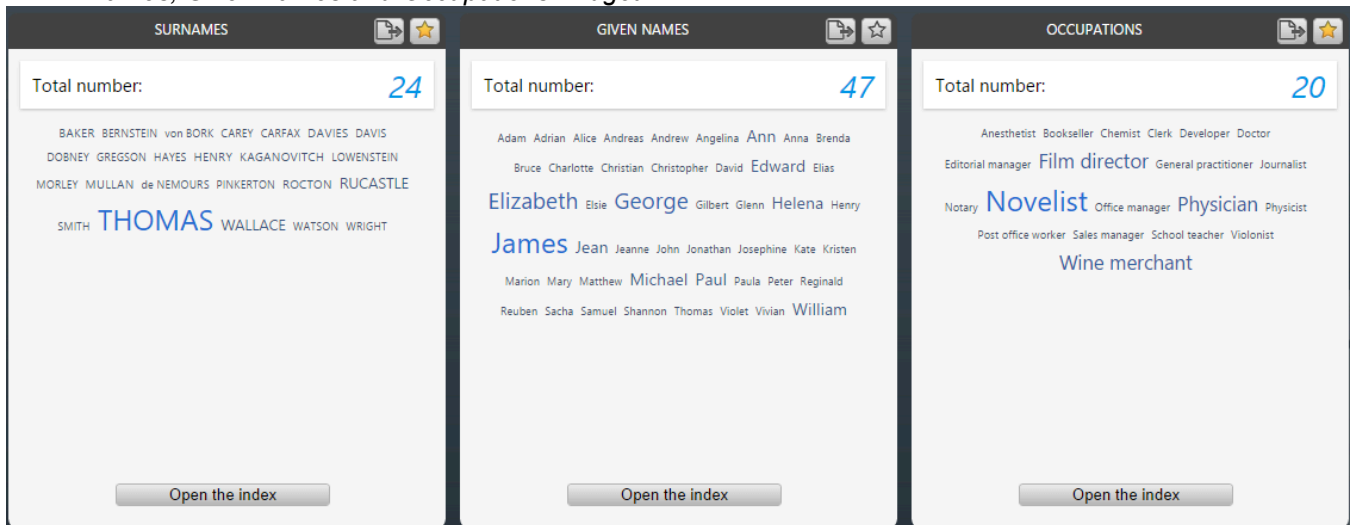 SURNAMES
Total number: 24
BAKER BERNSTEIN von BORK CAREY CARFAX DAVIES DAVIS
DOBNEY GREGSON HAYES HENRY KAGANOVITCH LOWENSTEIN
MORLEY MULLAN de NEMOURS PINKERTON ROCTON RUCASTLE
SMITH THOMAS WALLACE WATSON WRIGHT
Open the index
GIVEN NAMES
Total number: 47
Adam Adrian Alice Andreas Andrew Angelina Ann Anna Brenda
Bruce Charlotte Christian Christopher David Edward Elias
Elizabeth Elsie George Gilbert Glenn Helena Henry
James Jean Jeanne John Jonathan Josephine Kate Kristen
Marion Mary Matthew Michael Paul Paula Peter Reginald
Reuben Sacha Samuel Shannon Thomas Violet Vivian William
Open the index
OCCUPATIONS
Total number: 20
Anesthetist Bookseller Chemist Clerk Developer Doctor
Editorial manager Film director General practitioner Journalist
Notary Novelist Office manager Physician Physicist
Post office worker Sales manager School teacher Violonist
Wine merchant
Open the index